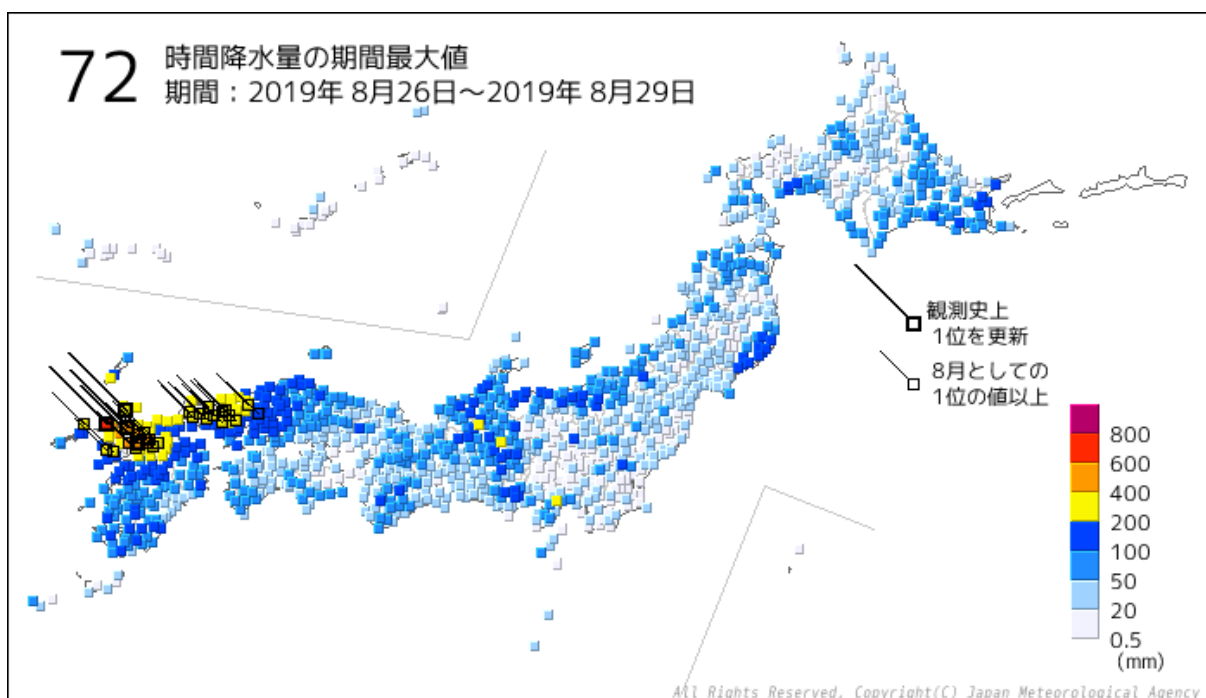 72
時間降水量の期間最大値
期間：2019年 8月26日～2019年 8月29日
観測史上
1位を更新
8月としての
1位の値以上
800
600
400
200
100
50
20
0.5
(mm)
All Rights Reserved. Copyright(C) Japan Meteorological Agency